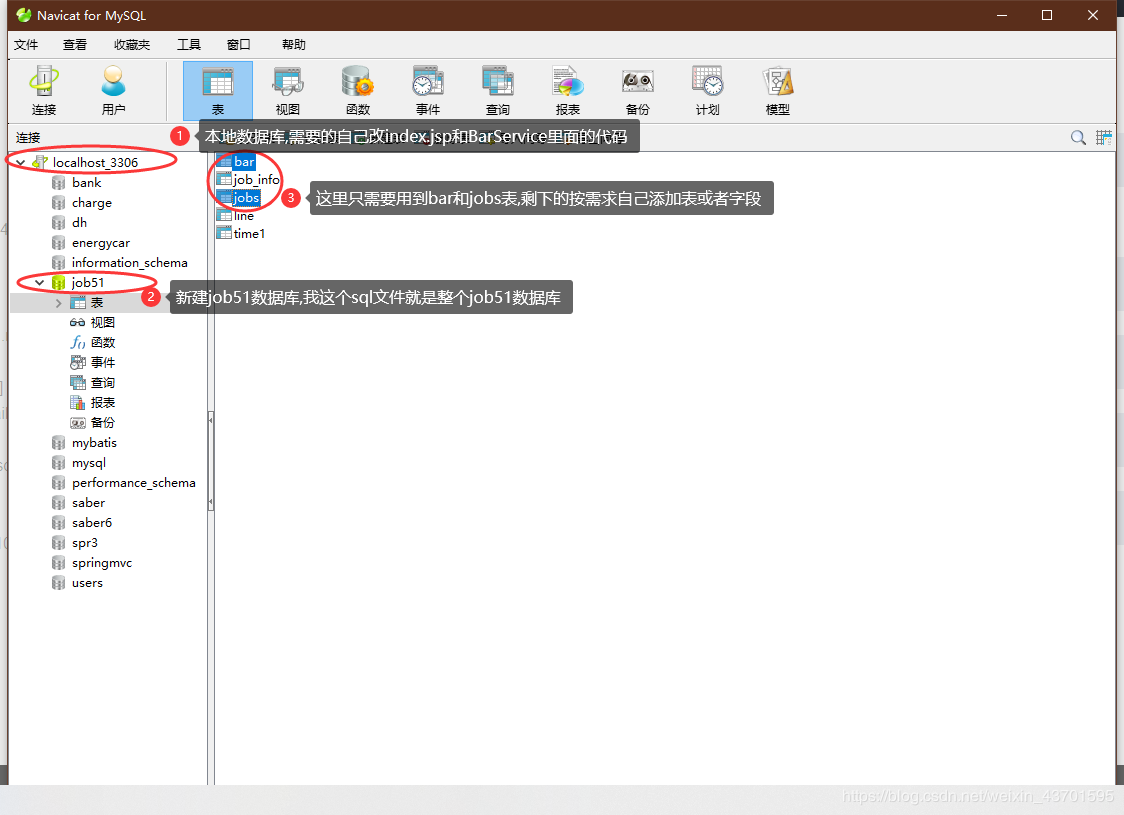 Navicat for MySQL
文件 查看 收藏夹 工具 窗口 帮助
连接 用户 表 视图 函数 事件 查询 报表 备份 计划 模型
连接
1 本地数据库,需要的自己改index.jsp和BarService里面的代码
localhost_3306
bank
charge
dh
energycar
information_schema
job51
表
视图
函数
事件
查询
报表
备份
mybatis
mysql
performance_schema
saber
saber6
spr3
springmvc
users
2 新建job51数据库,我这个sql文件就是整个job51数据库
bar
job_info
jobs
line
time1
3 这里只需要用到bar和jobs表,剩下的按需求自己添加表或者字段
https://blog.csdn.net/weixin_43701595